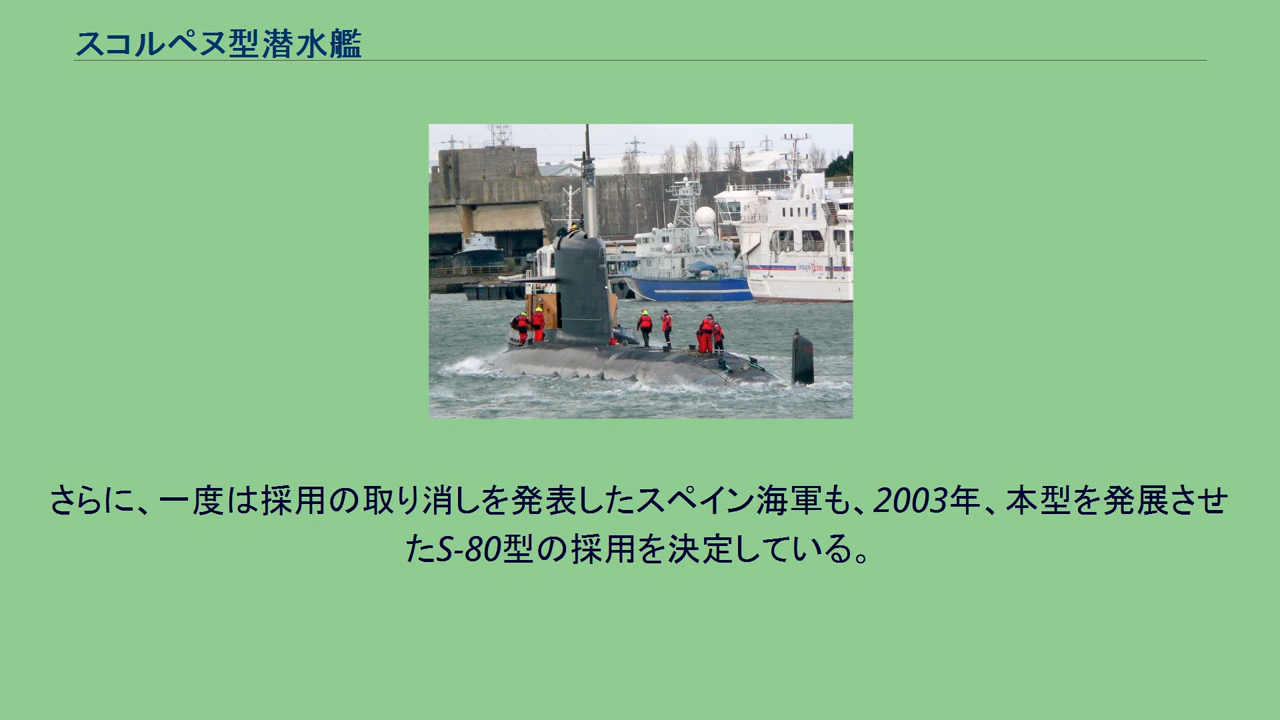 スコルペヌ型潜水艦
さらに、一度は採用の取り消しを発表したスペイン海軍も、2003年、本型を発展させ
たS-80型の採用を決定している。